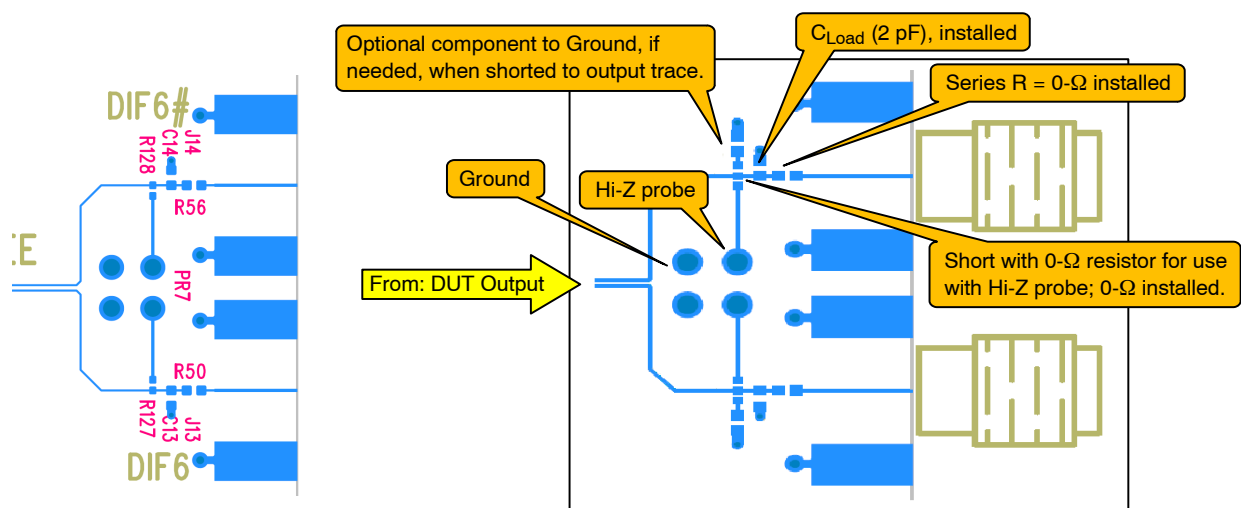 DIF6#
J14
C14
R128
R56
EE
PR7
R50
R127
C13
J13
DIF6
Optional component to Ground, if
needed, when shorted to output trace.
CLoad (2 pF), installed
Series R = 0-Ω installed
Ground
Hi-Z probe
From: DUT Output
Short with 0-Ω resistor for use
with Hi-Z probe; 0-Ω installed.